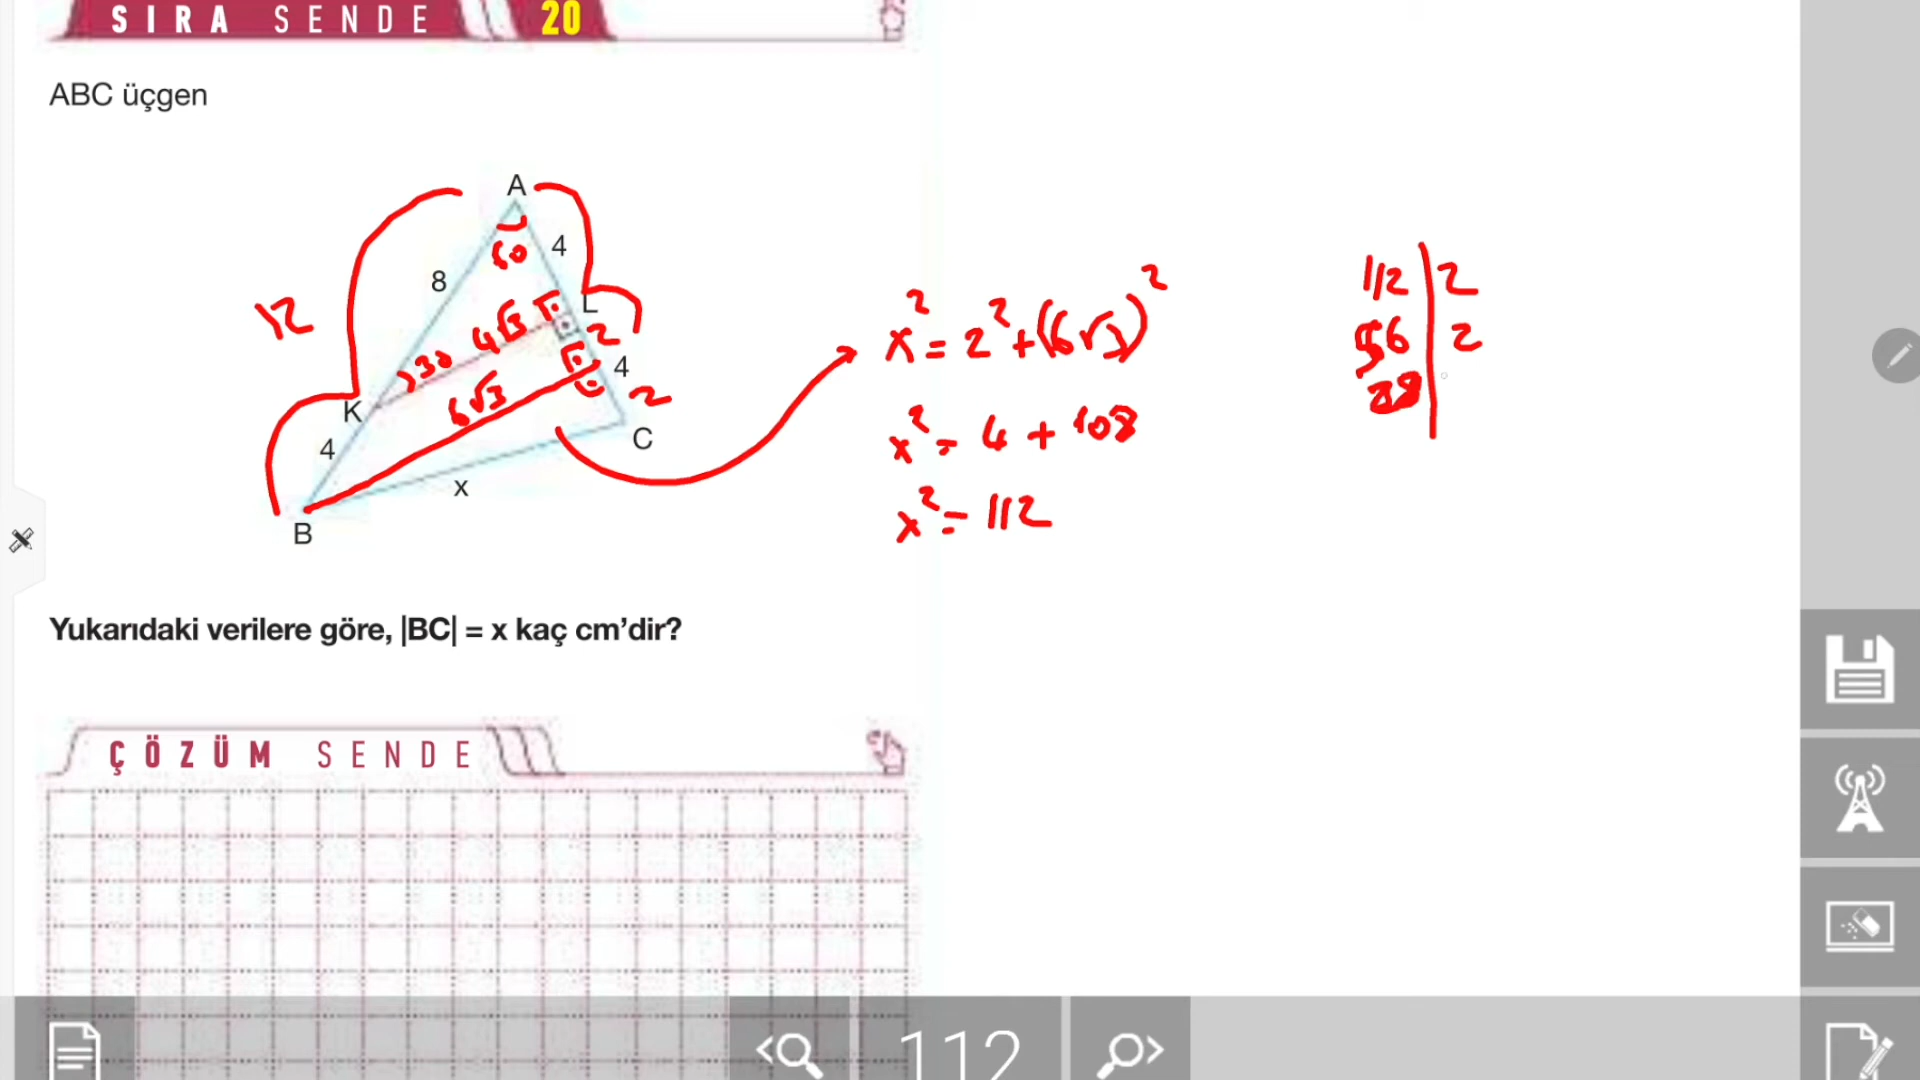 SIRA SENDE 20
ABC üçgen
A
60
4
8
12
L
4√3
2
30
4
6√3
2
K
C
4
x
B
x² = 2² + (6√3)²
x² = 4 + 108
x² = 112
112 2
56 2
28
Yukarıdaki verilere göre, |BC| = x kaç cm’dir?
ÇÖZÜM SENDE
112